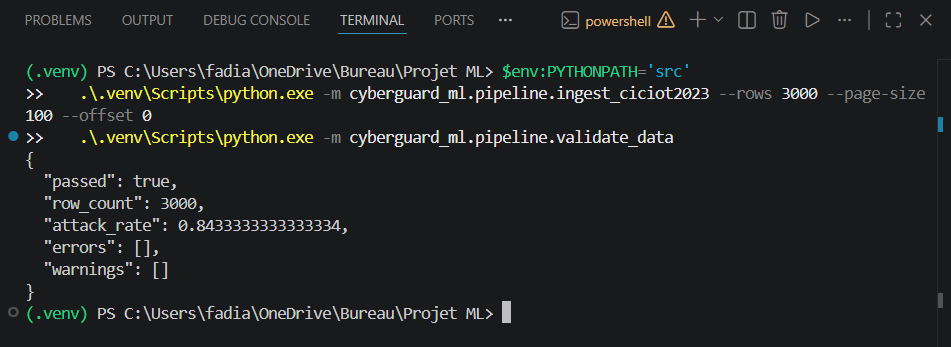 PROBLEMS OUTPUT DEBUG CONSOLE TERMINAL PORTS ··· powershell
(.venv) PS C:\Users\fadia\OneDrive\Bureau\Projet ML> $env:PYTHONPATH='src'
>> .\.venv\Scripts\python.exe -m cyberguard_ml.pipeline.ingest_ciciot2023 --rows 3000 --page-size
100 --offset 0
>> .\.venv\Scripts\python.exe -m cyberguard_ml.pipeline.validate_data
{
"passed": true,
"row_count": 3000,
"attack_rate": 0.8433333333333334,
"errors": [],
"warnings": []
}
(.venv) PS C:\Users\fadia\OneDrive\Bureau\Projet ML>